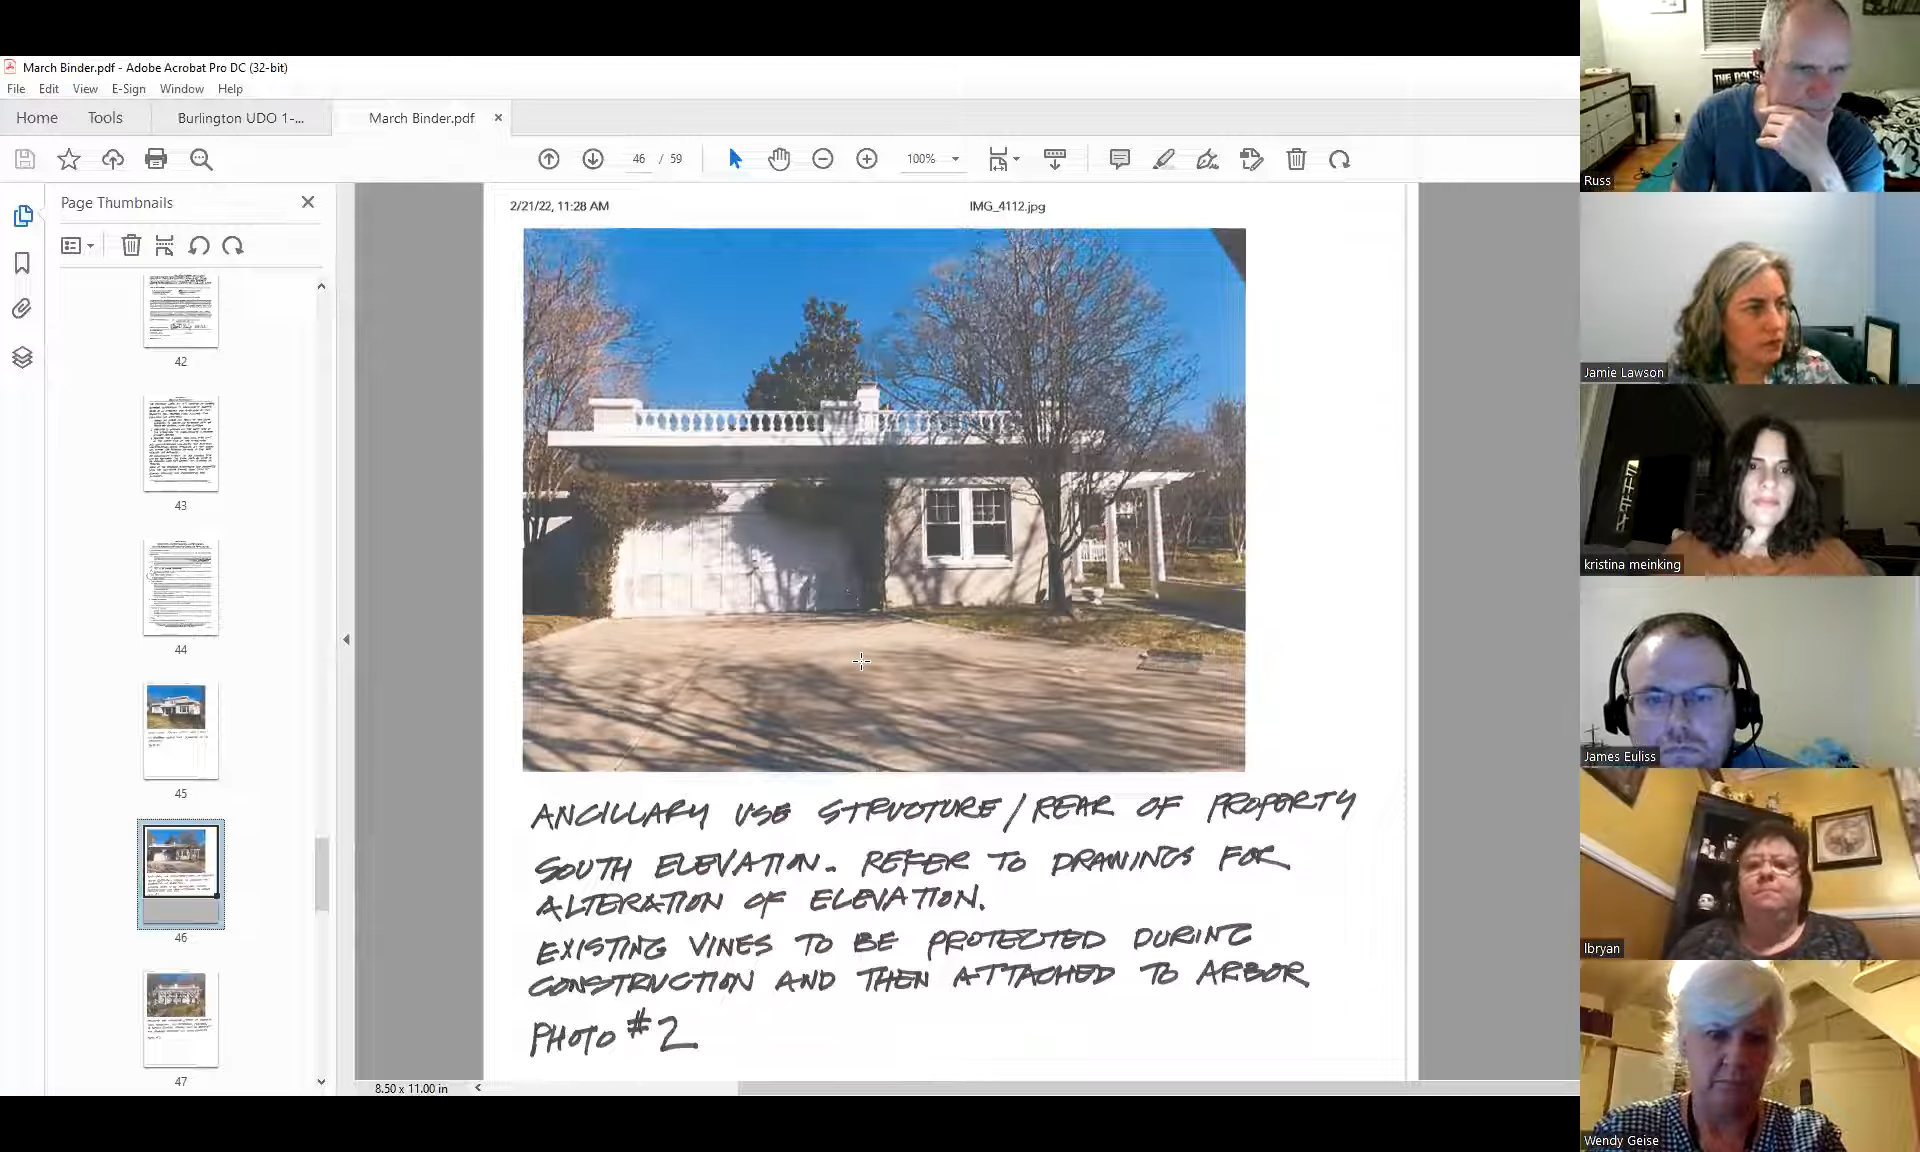 March Binder.pdf - Adobe Acrobat Pro DC (32-bit)
File Edit View E-Sign Window Help
Home Tools Burlington UDO 1-... March Binder.pdf
46 / 59 100%
Page Thumbnails
42
43
44
45
46
47
2/21/22, 11:28 AM IMG_4112.jpg
ANCILLARY USE STRUCTURE / REAR OF PROPERTY
SOUTH ELEVATION. REFER TO DRAWINGS FOR
ALTERATION OF ELEVATION.
EXISTING VINES TO BE PROTECTED DURING
CONSTRUCTION AND THEN ATTACHED TO ARBOR
PHOTO #2
8.50 x 11.00 in
Russ
Jamie Lawson
kristina meinking
James Euliss
lbryan
Wendy Geise